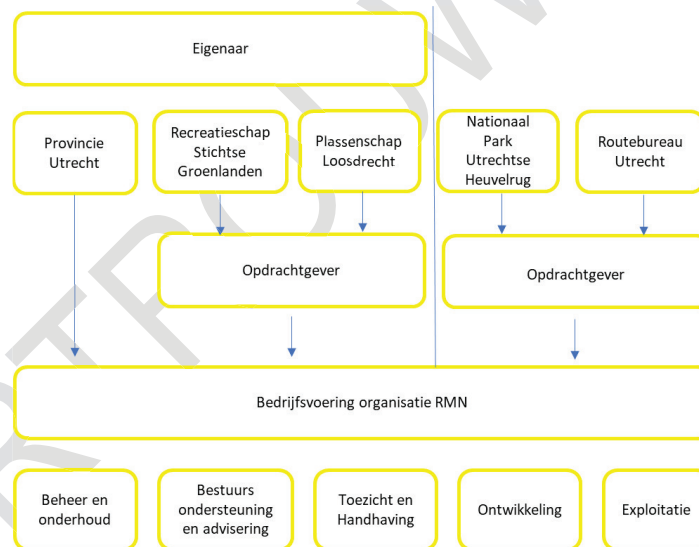 Eigenaar
Provincie
Utrecht
Recreatieschap
Stichtse
Groenlanden
Plassenschap
Loosdrecht
Nationaal
Park
Utrechtse
Heuvelrug
Routebureau
Utrecht
Opdrachtgever
Opdrachtgever
Bedrijfsvoering organisatie RMN
Beheer en
onderhoud
Bestuurs
ondersteuning
en advisering
Toezicht en
Handhaving
Ontwikkeling
Exploitatie